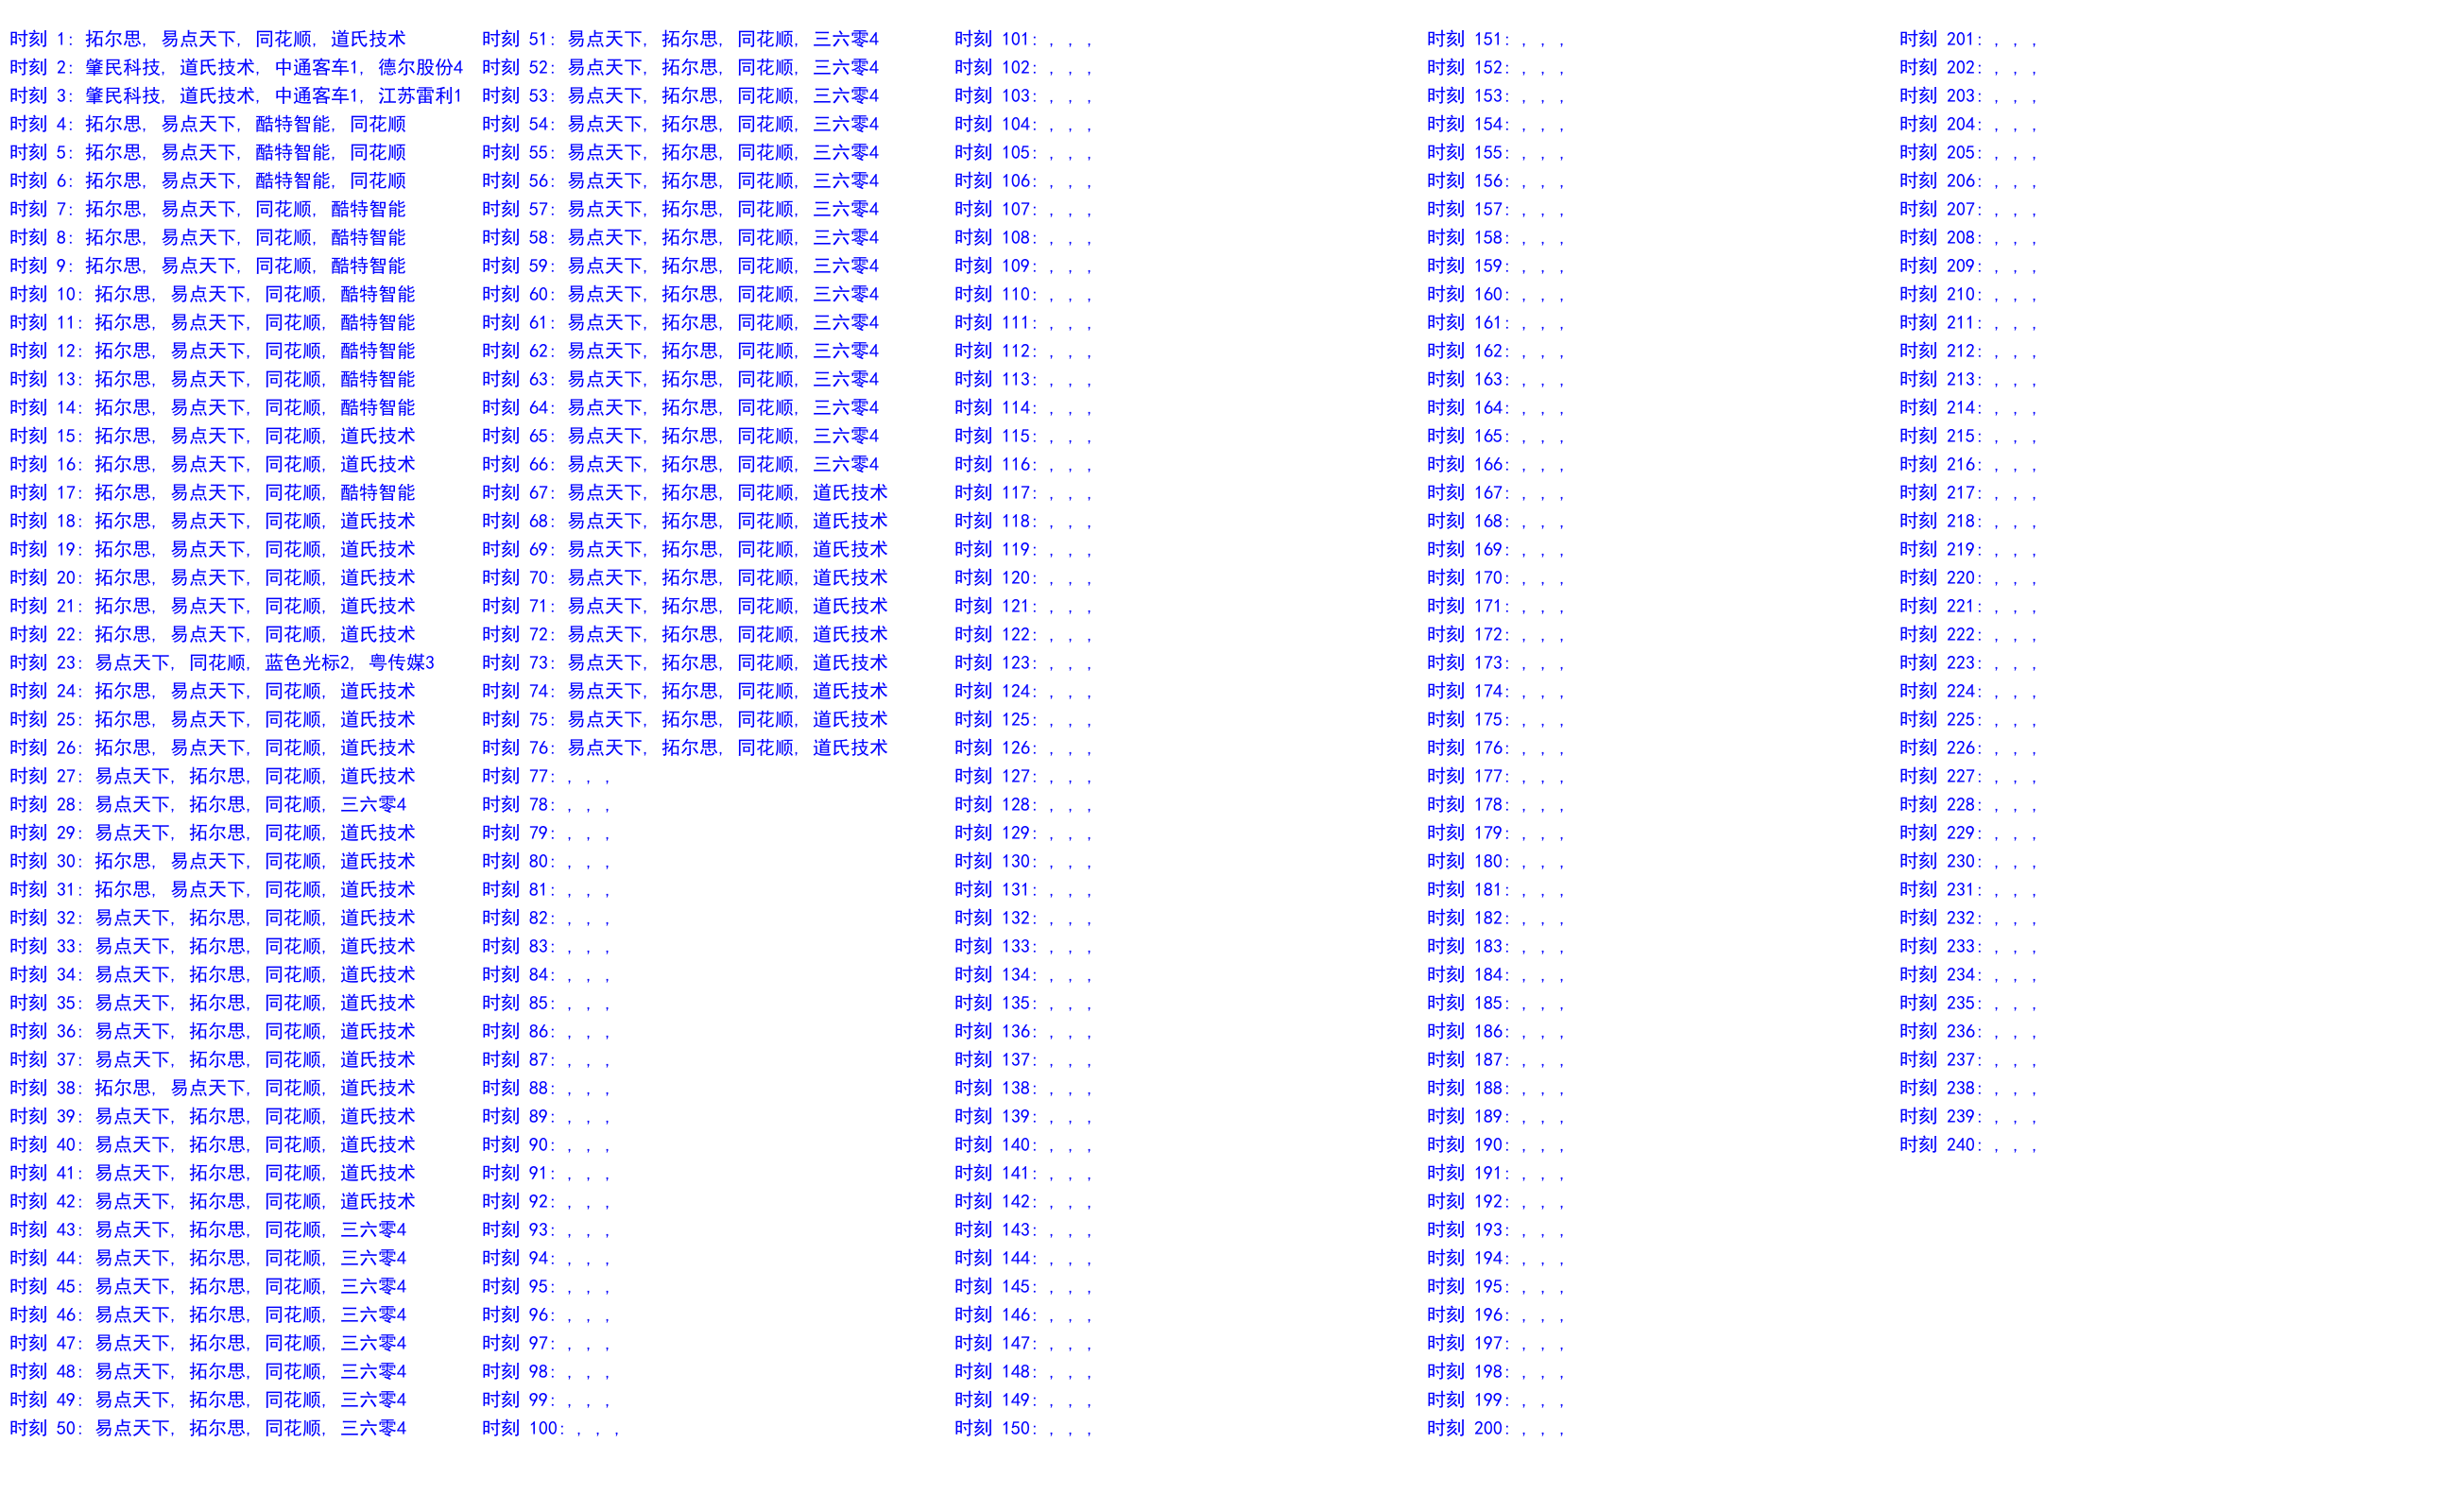 时刻 1: 拓尔思, 易点天下, 同花顺, 道氏技术
时刻 2: 肇民科技, 道氏技术, 中通客车1, 德尔股份4
时刻 3: 肇民科技, 道氏技术, 中通客车1, 江苏雷利1
时刻 4: 拓尔思, 易点天下, 酷特智能, 同花顺
时刻 5: 拓尔思, 易点天下, 酷特智能, 同花顺
时刻 6: 拓尔思, 易点天下, 酷特智能, 同花顺
时刻 7: 拓尔思, 易点天下, 同花顺, 酷特智能
时刻 8: 拓尔思, 易点天下, 同花顺, 酷特智能
时刻 9: 拓尔思, 易点天下, 同花顺, 酷特智能
时刻 10: 拓尔思, 易点天下, 同花顺, 酷特智能
时刻 11: 拓尔思, 易点天下, 同花顺, 酷特智能
时刻 12: 拓尔思, 易点天下, 同花顺, 酷特智能
时刻 13: 拓尔思, 易点天下, 同花顺, 酷特智能
时刻 14: 拓尔思, 易点天下, 同花顺, 酷特智能
时刻 15: 拓尔思, 易点天下, 同花顺, 道氏技术
时刻 16: 拓尔思, 易点天下, 同花顺, 道氏技术
时刻 17: 拓尔思, 易点天下, 同花顺, 酷特智能
时刻 18: 拓尔思, 易点天下, 同花顺, 道氏技术
时刻 19: 拓尔思, 易点天下, 同花顺, 道氏技术
时刻 20: 拓尔思, 易点天下, 同花顺, 道氏技术
时刻 21: 拓尔思, 易点天下, 同花顺, 道氏技术
时刻 22: 拓尔思, 易点天下, 同花顺, 道氏技术
时刻 23: 易点天下, 同花顺, 蓝色光标2, 粤传媒3
时刻 24: 拓尔思, 易点天下, 同花顺, 道氏技术
时刻 25: 拓尔思, 易点天下, 同花顺, 道氏技术
时刻 26: 拓尔思, 易点天下, 同花顺, 道氏技术
时刻 27: 易点天下, 拓尔思, 同花顺, 道氏技术
时刻 28: 易点天下, 拓尔思, 同花顺, 三六零4
时刻 29: 易点天下, 拓尔思, 同花顺, 道氏技术
时刻 30: 拓尔思, 易点天下, 同花顺, 道氏技术
时刻 31: 拓尔思, 易点天下, 同花顺, 道氏技术
时刻 32: 易点天下, 拓尔思, 同花顺, 道氏技术
时刻 33: 易点天下, 拓尔思, 同花顺, 道氏技术
时刻 34: 易点天下, 拓尔思, 同花顺, 道氏技术
时刻 35: 易点天下, 拓尔思, 同花顺, 道氏技术
时刻 36: 易点天下, 拓尔思, 同花顺, 道氏技术
时刻 37: 易点天下, 拓尔思, 同花顺, 道氏技术
时刻 38: 拓尔思, 易点天下, 同花顺, 道氏技术
时刻 39: 易点天下, 拓尔思, 同花顺, 道氏技术
时刻 40: 易点天下, 拓尔思, 同花顺, 道氏技术
时刻 41: 易点天下, 拓尔思, 同花顺, 道氏技术
时刻 42: 易点天下, 拓尔思, 同花顺, 道氏技术
时刻 43: 易点天下, 拓尔思, 同花顺, 三六零4
时刻 44: 易点天下, 拓尔思, 同花顺, 三六零4
时刻 45: 易点天下, 拓尔思, 同花顺, 三六零4
时刻 46: 易点天下, 拓尔思, 同花顺, 三六零4
时刻 47: 易点天下, 拓尔思, 同花顺, 三六零4
时刻 48: 易点天下, 拓尔思, 同花顺, 三六零4
时刻 49: 易点天下, 拓尔思, 同花顺, 三六零4
时刻 50: 易点天下, 拓尔思, 同花顺, 三六零4
时刻 51: 易点天下, 拓尔思, 同花顺, 三六零4
时刻 52: 易点天下, 拓尔思, 同花顺, 三六零4
时刻 53: 易点天下, 拓尔思, 同花顺, 三六零4
时刻 54: 易点天下, 拓尔思, 同花顺, 三六零4
时刻 55: 易点天下, 拓尔思, 同花顺, 三六零4
时刻 56: 易点天下, 拓尔思, 同花顺, 三六零4
时刻 57: 易点天下, 拓尔思, 同花顺, 三六零4
时刻 58: 易点天下, 拓尔思, 同花顺, 三六零4
时刻 59: 易点天下, 拓尔思, 同花顺, 三六零4
时刻 60: 易点天下, 拓尔思, 同花顺, 三六零4
时刻 61: 易点天下, 拓尔思, 同花顺, 三六零4
时刻 62: 易点天下, 拓尔思, 同花顺, 三六零4
时刻 63: 易点天下, 拓尔思, 同花顺, 三六零4
时刻 64: 易点天下, 拓尔思, 同花顺, 三六零4
时刻 65: 易点天下, 拓尔思, 同花顺, 三六零4
时刻 66: 易点天下, 拓尔思, 同花顺, 三六零4
时刻 67: 易点天下, 拓尔思, 同花顺, 道氏技术
时刻 68: 易点天下, 拓尔思, 同花顺, 道氏技术
时刻 69: 易点天下, 拓尔思, 同花顺, 道氏技术
时刻 70: 易点天下, 拓尔思, 同花顺, 道氏技术
时刻 71: 易点天下, 拓尔思, 同花顺, 道氏技术
时刻 72: 易点天下, 拓尔思, 同花顺, 道氏技术
时刻 73: 易点天下, 拓尔思, 同花顺, 道氏技术
时刻 74: 易点天下, 拓尔思, 同花顺, 道氏技术
时刻 75: 易点天下, 拓尔思, 同花顺, 道氏技术
时刻 76: 易点天下, 拓尔思, 同花顺, 道氏技术
时刻 77: , , ,
时刻 78: , , ,
时刻 79: , , ,
时刻 80: , , ,
时刻 81: , , ,
时刻 82: , , ,
时刻 83: , , ,
时刻 84: , , ,
时刻 85: , , ,
时刻 86: , , ,
时刻 87: , , ,
时刻 88: , , ,
时刻 89: , , ,
时刻 90: , , ,
时刻 91: , , ,
时刻 92: , , ,
时刻 93: , , ,
时刻 94: , , ,
时刻 95: , , ,
时刻 96: , , ,
时刻 97: , , ,
时刻 98: , , ,
时刻 99: , , ,
时刻 100: , , ,
时刻 101: , , ,
时刻 102: , , ,
时刻 103: , , ,
时刻 104: , , ,
时刻 105: , , ,
时刻 106: , , ,
时刻 107: , , ,
时刻 108: , , ,
时刻 109: , , ,
时刻 110: , , ,
时刻 111: , , ,
时刻 112: , , ,
时刻 113: , , ,
时刻 114: , , ,
时刻 115: , , ,
时刻 116: , , ,
时刻 117: , , ,
时刻 118: , , ,
时刻 119: , , ,
时刻 120: , , ,
时刻 121: , , ,
时刻 122: , , ,
时刻 123: , , ,
时刻 124: , , ,
时刻 125: , , ,
时刻 126: , , ,
时刻 127: , , ,
时刻 128: , , ,
时刻 129: , , ,
时刻 130: , , ,
时刻 131: , , ,
时刻 132: , , ,
时刻 133: , , ,
时刻 134: , , ,
时刻 135: , , ,
时刻 136: , , ,
时刻 137: , , ,
时刻 138: , , ,
时刻 139: , , ,
时刻 140: , , ,
时刻 141: , , ,
时刻 142: , , ,
时刻 143: , , ,
时刻 144: , , ,
时刻 145: , , ,
时刻 146: , , ,
时刻 147: , , ,
时刻 148: , , ,
时刻 149: , , ,
时刻 150: , , ,
时刻 151: , , ,
时刻 152: , , ,
时刻 153: , , ,
时刻 154: , , ,
时刻 155: , , ,
时刻 156: , , ,
时刻 157: , , ,
时刻 158: , , ,
时刻 159: , , ,
时刻 160: , , ,
时刻 161: , , ,
时刻 162: , , ,
时刻 163: , , ,
时刻 164: , , ,
时刻 165: , , ,
时刻 166: , , ,
时刻 167: , , ,
时刻 168: , , ,
时刻 169: , , ,
时刻 170: , , ,
时刻 171: , , ,
时刻 172: , , ,
时刻 173: , , ,
时刻 174: , , ,
时刻 175: , , ,
时刻 176: , , ,
时刻 177: , , ,
时刻 178: , , ,
时刻 179: , , ,
时刻 180: , , ,
时刻 181: , , ,
时刻 182: , , ,
时刻 183: , , ,
时刻 184: , , ,
时刻 185: , , ,
时刻 186: , , ,
时刻 187: , , ,
时刻 188: , , ,
时刻 189: , , ,
时刻 190: , , ,
时刻 191: , , ,
时刻 192: , , ,
时刻 193: , , ,
时刻 194: , , ,
时刻 195: , , ,
时刻 196: , , ,
时刻 197: , , ,
时刻 198: , , ,
时刻 199: , , ,
时刻 200: , , ,
时刻 201: , , ,
时刻 202: , , ,
时刻 203: , , ,
时刻 204: , , ,
时刻 205: , , ,
时刻 206: , , ,
时刻 207: , , ,
时刻 208: , , ,
时刻 209: , , ,
时刻 210: , , ,
时刻 211: , , ,
时刻 212: , , ,
时刻 213: , , ,
时刻 214: , , ,
时刻 215: , , ,
时刻 216: , , ,
时刻 217: , , ,
时刻 218: , , ,
时刻 219: , , ,
时刻 220: , , ,
时刻 221: , , ,
时刻 222: , , ,
时刻 223: , , ,
时刻 224: , , ,
时刻 225: , , ,
时刻 226: , , ,
时刻 227: , , ,
时刻 228: , , ,
时刻 229: , , ,
时刻 230: , , ,
时刻 231: , , ,
时刻 232: , , ,
时刻 233: , , ,
时刻 234: , , ,
时刻 235: , , ,
时刻 236: , , ,
时刻 237: , , ,
时刻 238: , , ,
时刻 239: , , ,
时刻 240: , , ,